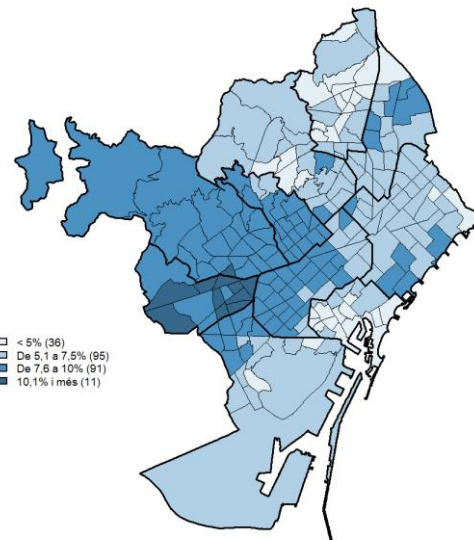 < 5% (36)
De 5,1 a 7,5% (95)
De 7,6 a 10% (91)
10,1% i més (11)